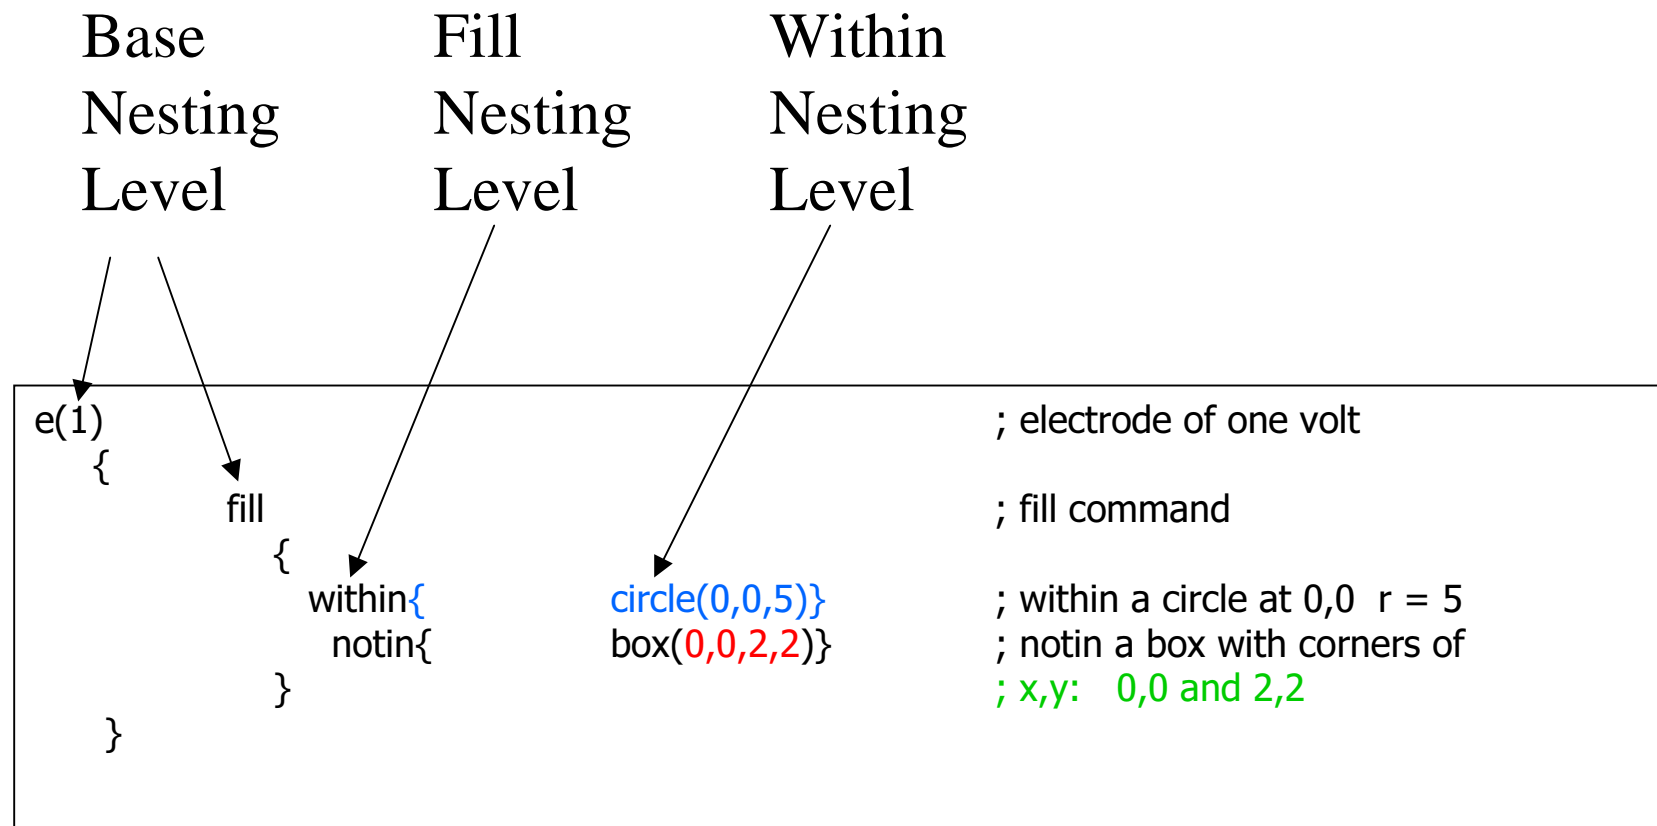 Base Fill Within
Nesting Nesting Nesting
Level Level Level
e(1) ; electrode of one volt
{
fill ; fill command
{
within{ circle(0,0,5)} ; within a circle at 0,0 r = 5
notin{ box(0,0,2,2)} ; notin a box with corners of
} ; x,y: 0,0 and 2,2
}